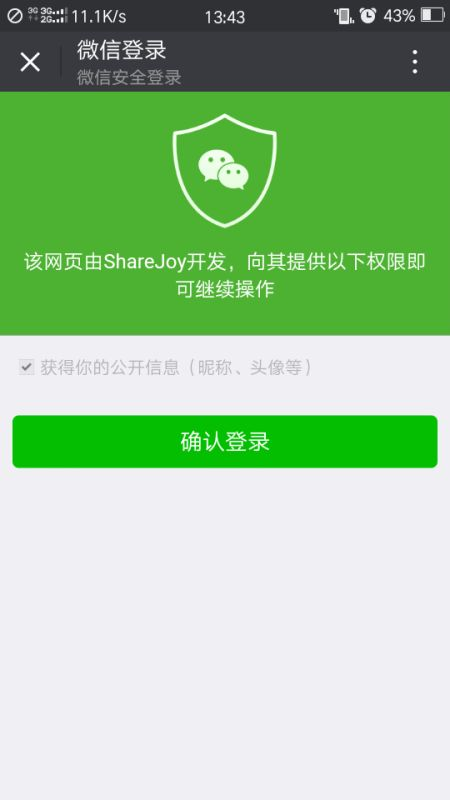 3G 3G 2G 11.1K/s 13:43 43%
微信登录
微信安全登录
该网页由ShareJoy开发，向其提供以下权限即
可继续操作
获得你的公开信息（昵称、头像等）
确认登录